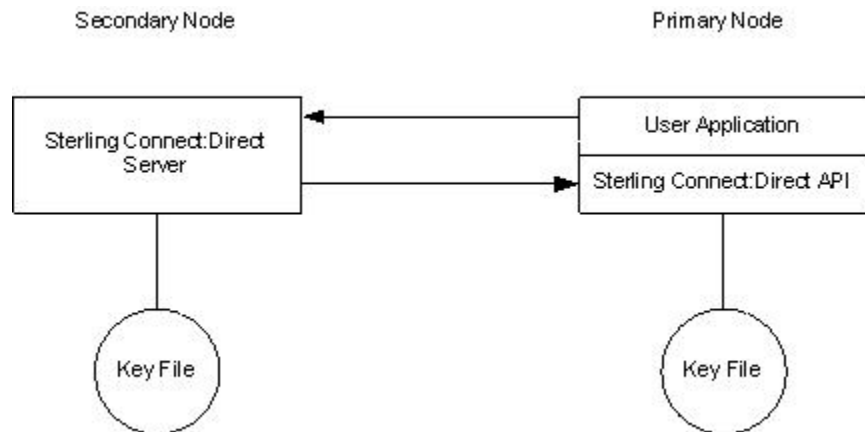 Secondary Node
Primary Node
Sterling Connect:Direct
Server
User Application
Sterling Connect:Direct API
Key File
Key File